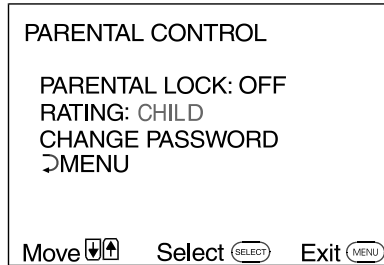 PARENTAL CONTROL
PARENTAL LOCK: OFF
RATING: CHILD
CHANGE PASSWORD
MENU
Move Select SELECT Exit MENU